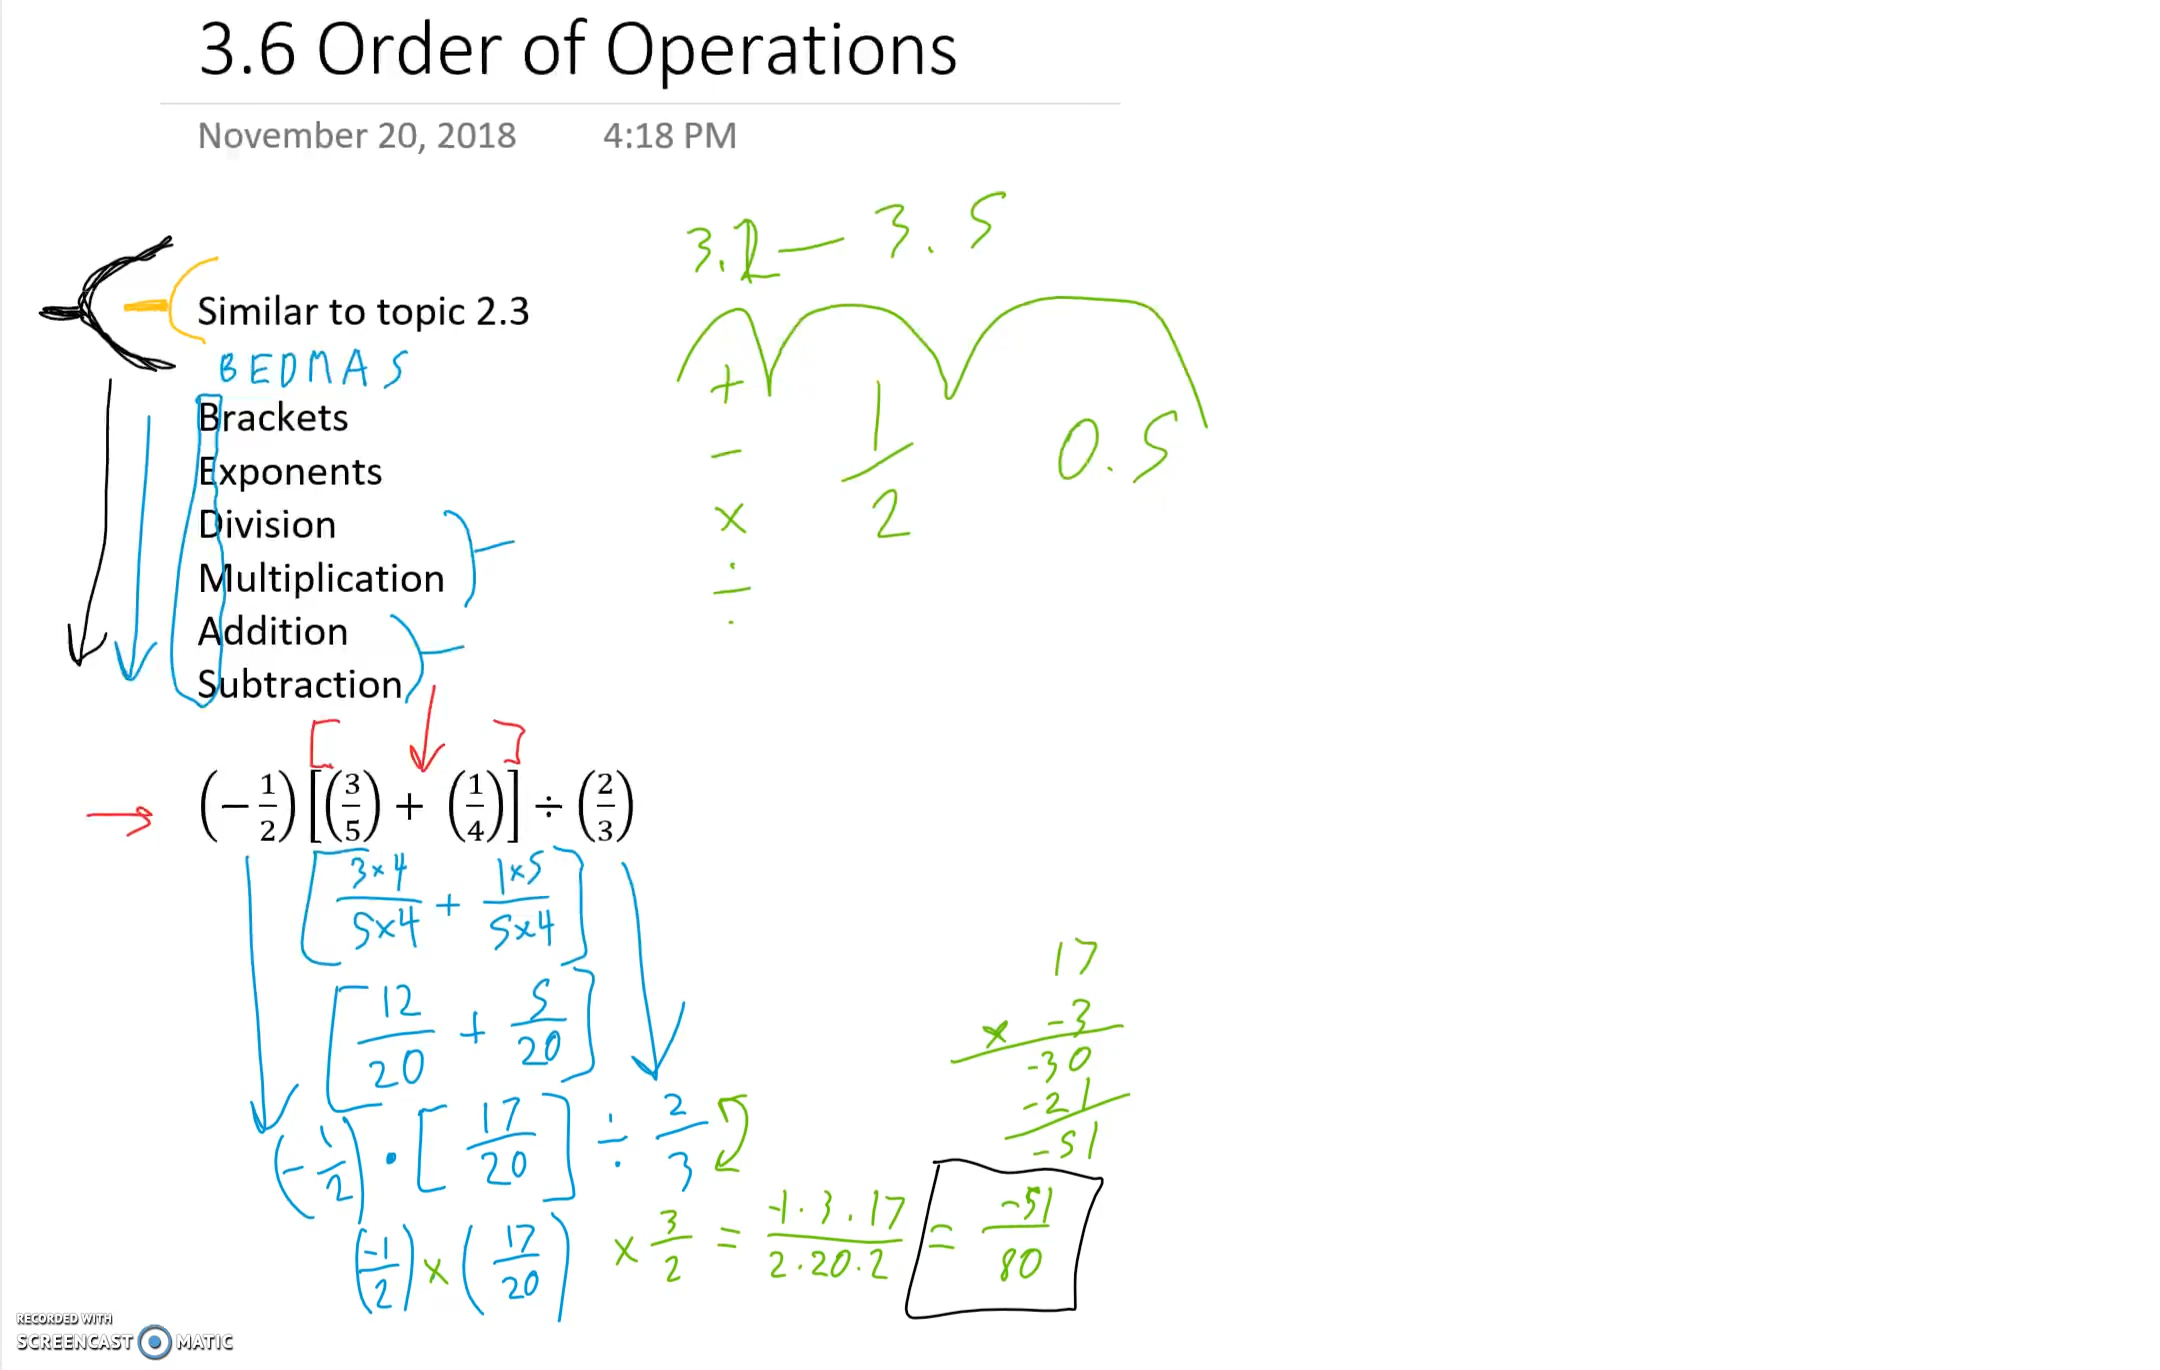 3.6 Order of Operations
November 20, 2018 4:18 PM
3.2 — 3.5
Similar to topic 2.3
BEDMAS
Brackets
Exponents
Division
Multiplication
Addition
Subtraction
+
−
×
÷
1/2
0.5
[ ]
(−1/2) [(3/5) + (1/4)] ÷ (2/3)
[3×4/5×4 + 1×5/5×4]
[12/20 + 5/20]
(−1/2) • [17/20] ÷ 2/3
(−1/2) × (17/20) × 3/2 = −1·3·17/2·20·2 = −51/80
17
× −3
−30
−21
−51
RECORDED WITH
SCREENCAST MATIC